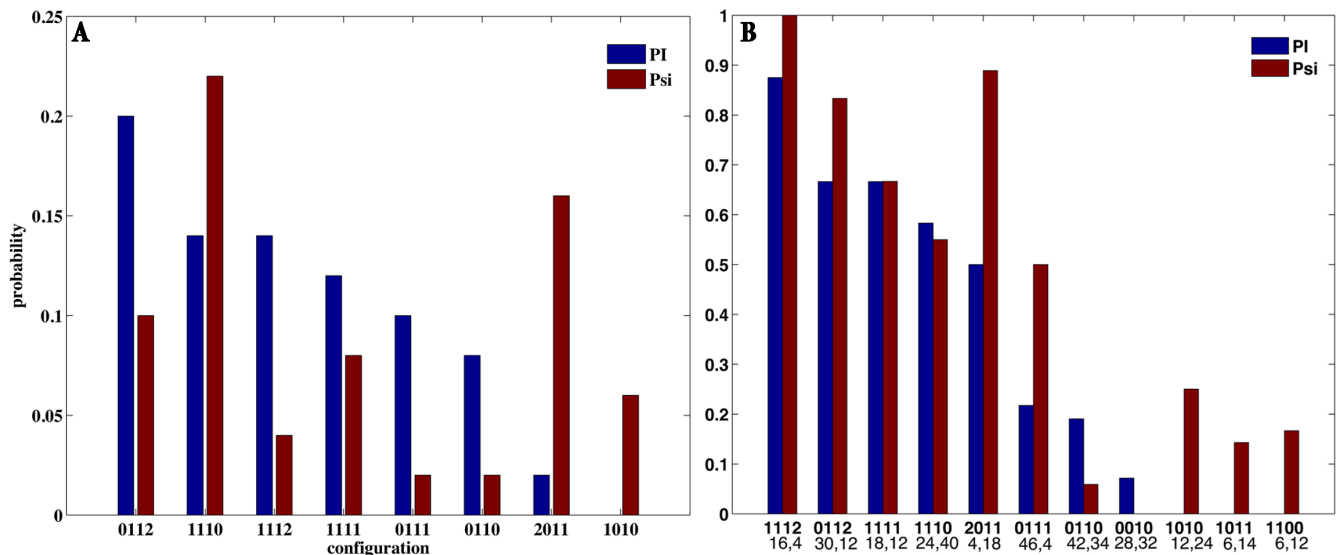 A
PI
Psi
0.25
0.2
0.15
0.1
0.05
0
probability
0112 1110 1112 1111 0111 0110 2011 1010
configuration
B
PI
Psi
1
0.9
0.8
0.7
0.6
0.5
0.4
0.3
0.2
0.1
0
1112 0112 1111 1110 2011 0111 0110 0010 1010 1011 1100
16,4 30,12 18,12 24,40 4,18 46,4 42,34 28,32 12,24 6,14 6,12